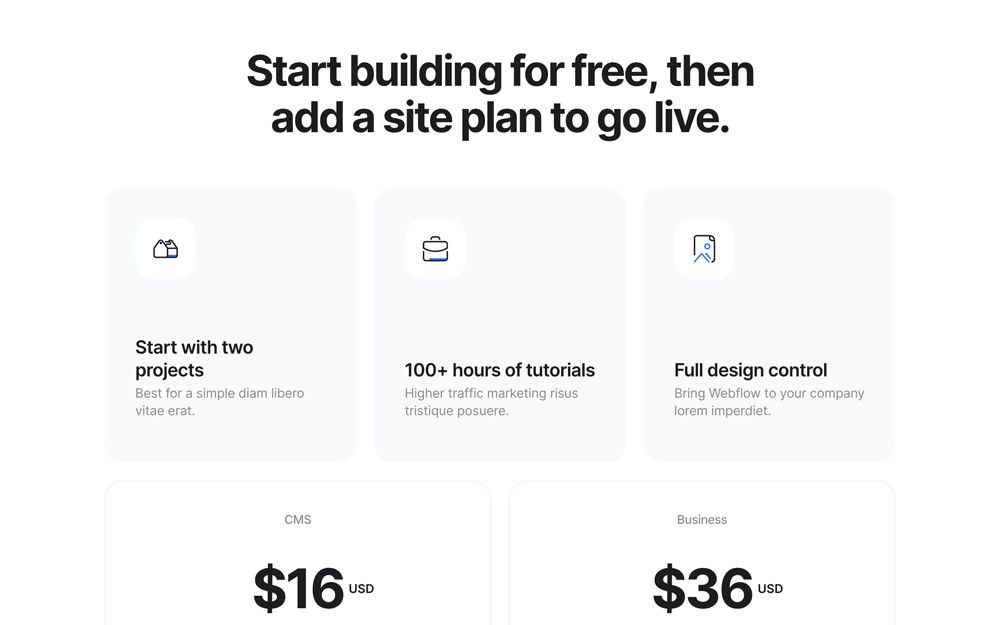 Start building for free, then
add a site plan to go live.
Start with two
projects
Best for a simple diam libero
vitae erat.
100+ hours of tutorials
Higher traffic marketing risus
tristique posuere.
Full design control
Bring Webflow to your company
lorem imperdiet.
CMS
$16 USD
Business
$36 USD